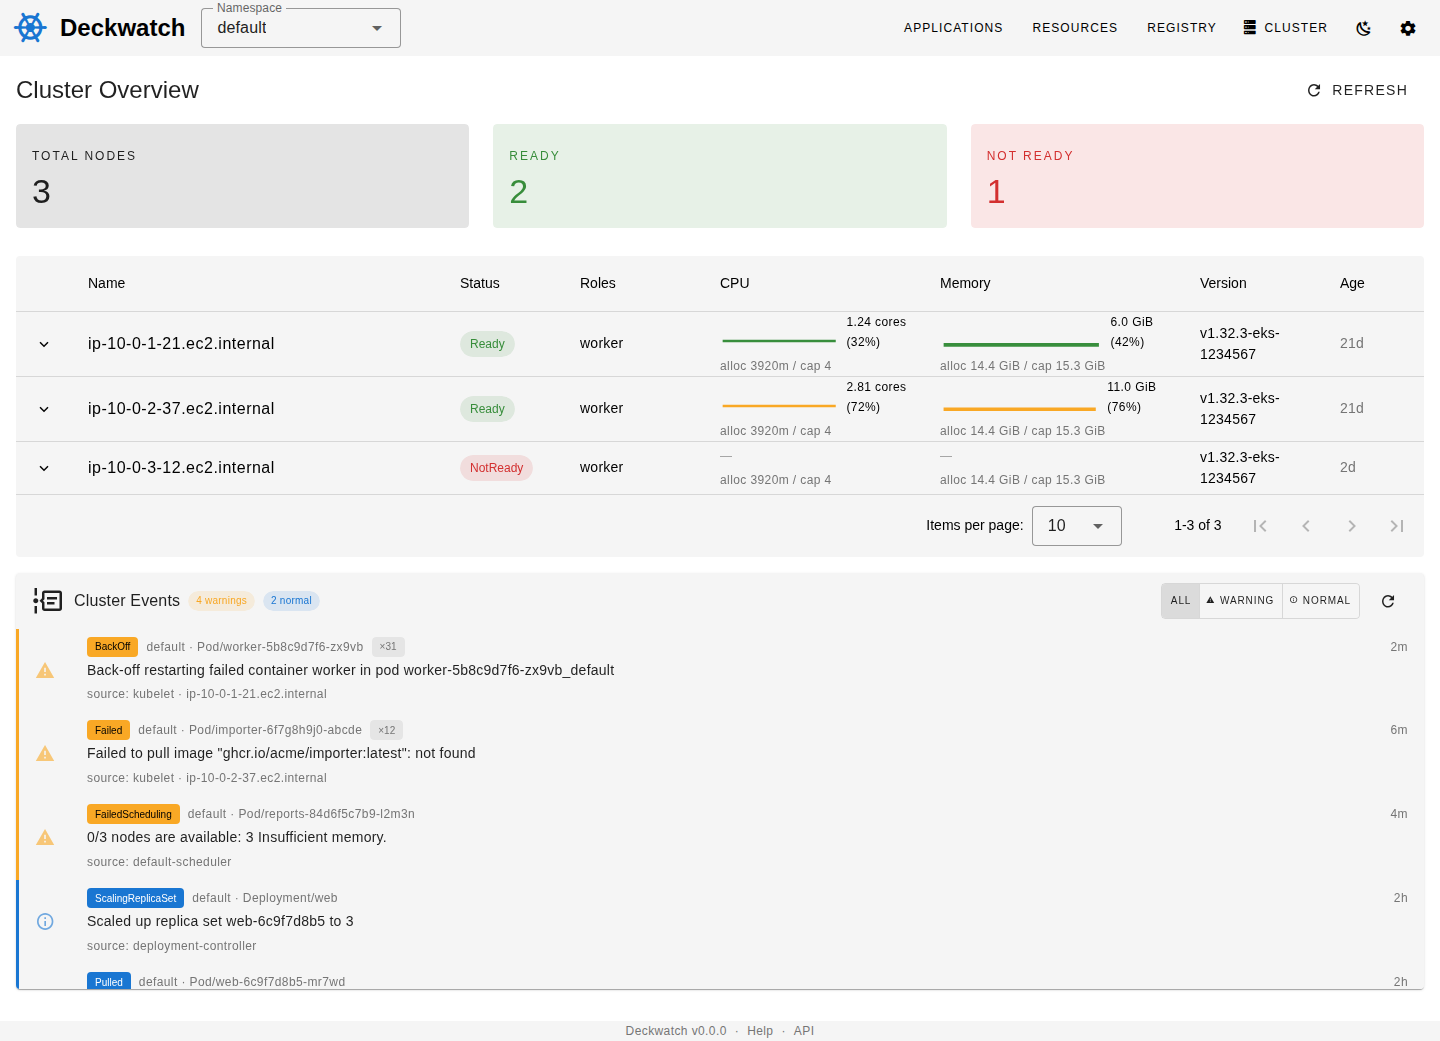 Deckwatch
Namespace
default
APPLICATIONS
RESOURCES
REGISTRY
CLUSTER
Cluster Overview
REFRESH
TOTAL NODES
3
READY
2
NOT READY
1
Name Status Roles CPU Memory Version Age
ip-10-0-1-21.ec2.internal Ready worker 1.24 cores (32%) alloc 3920m / cap 4 6.0 GiB (42%) alloc 14.4 GiB / cap 15.3 GiB v1.32.3-eks-1234567 21d
ip-10-0-2-37.ec2.internal Ready worker 2.81 cores (72%) alloc 3920m / cap 4 11.0 GiB (76%) alloc 14.4 GiB / cap 15.3 GiB v1.32.3-eks-1234567 21d
ip-10-0-3-12.ec2.internal NotReady worker — alloc 3920m / cap 4 — alloc 14.4 GiB / cap 15.3 GiB v1.32.3-eks-1234567 2d
Items per page: 10 1-3 of 3
Cluster Events 4 warnings 2 normal ALL WARNING NORMAL
BackOff default · Pod/worker-5b8c9d7f6-zx9vb ×31 2m
Back-off restarting failed container worker in pod worker-5b8c9d7f6-zx9vb_default
source: kubelet · ip-10-0-1-21.ec2.internal
Failed default · Pod/importer-6f7g8h9j0-abcde ×12 6m
Failed to pull image "ghcr.io/acme/importer:latest": not found
source: kubelet · ip-10-0-2-37.ec2.internal
FailedScheduling default · Pod/reports-84d6f5c7b9-l2m3n 4m
0/3 nodes are available: 3 Insufficient memory.
source: default-scheduler
ScalingReplicaSet default · Deployment/web 2h
Scaled up replica set web-6c9f7d8b5 to 3
source: deployment-controller
Pulled default · Pod/web-6c9f7d8b5-mr7wd 2h
Deckwatch v0.0.0 · Help · API